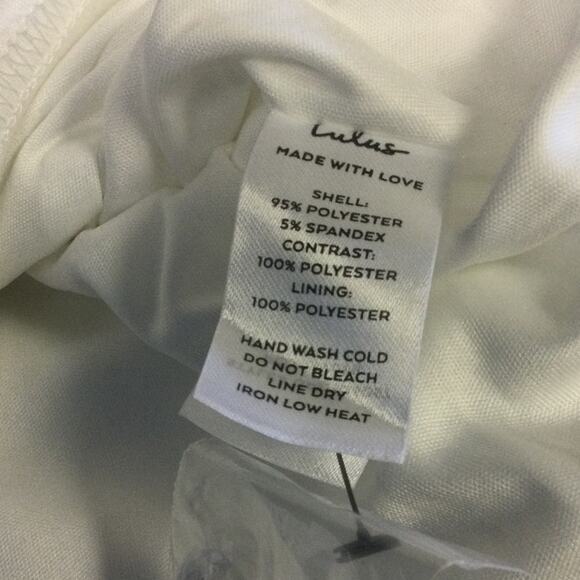 Lulus
MADE WITH LOVE
SHELL:
95% POLYESTER
5% SPANDEX
CONTRAST:
100% POLYESTER
LINING:
100% POLYESTER
HAND WASH COLD
DO NOT BLEACH
LINE DRY
IRON LOW HEAT